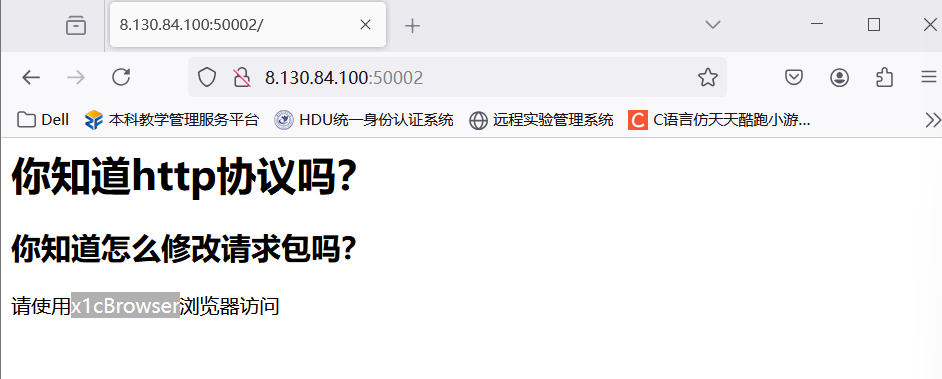 8.130.84.100:50002/
8.130.84.100:50002
Dell 本科教学管理服务平台 HDU统一身份认证系统 远程实验管理系统 C语言仿天天酷跑小游...
你知道http协议吗?
你知道怎么修改请求包吗?
请使用x1cBrowser浏览器访问